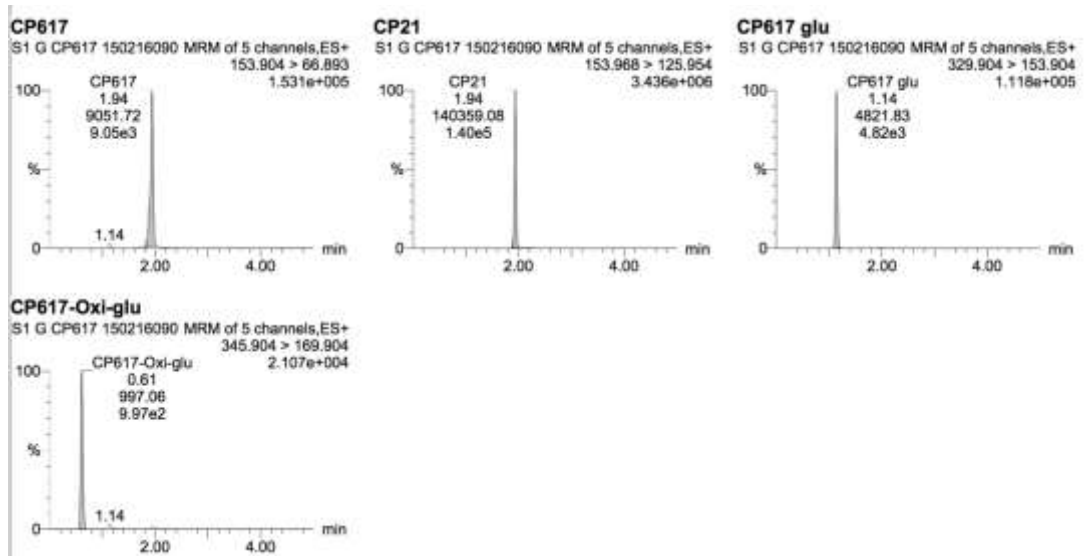 CP617
S1 G CP617 150216090 MRM of 5 channels,ES+
153.904 > 66.893
1.531e+005
CP617
1.94
9051.72
9.05e3
100
%
0
1.14
2.00
4.00
min
CP21
S1 G CP617 150216090 MRM of 5 channels,ES+
153.968 > 125.954
3.436e+006
CP21
1.94
140359.08
1.40e5
100
%
0
2.00
4.00
min
CP617 glu
S1 G CP617 150216090 MRM of 5 channels,ES+
329.904 > 153.904
1.118e+005
CP617 glu
1.14
4821.83
4.82e3
100
%
0
2.00
4.00
min
CP617-Oxi-glu
S1 G CP617 150216090 MRM of 5 channels,ES+
345.904 > 169.904
2.107e+004
CP617-Oxi-glu
0.61
997.06
9.97e2
100
%
0
1.14
2.00
4.00
min